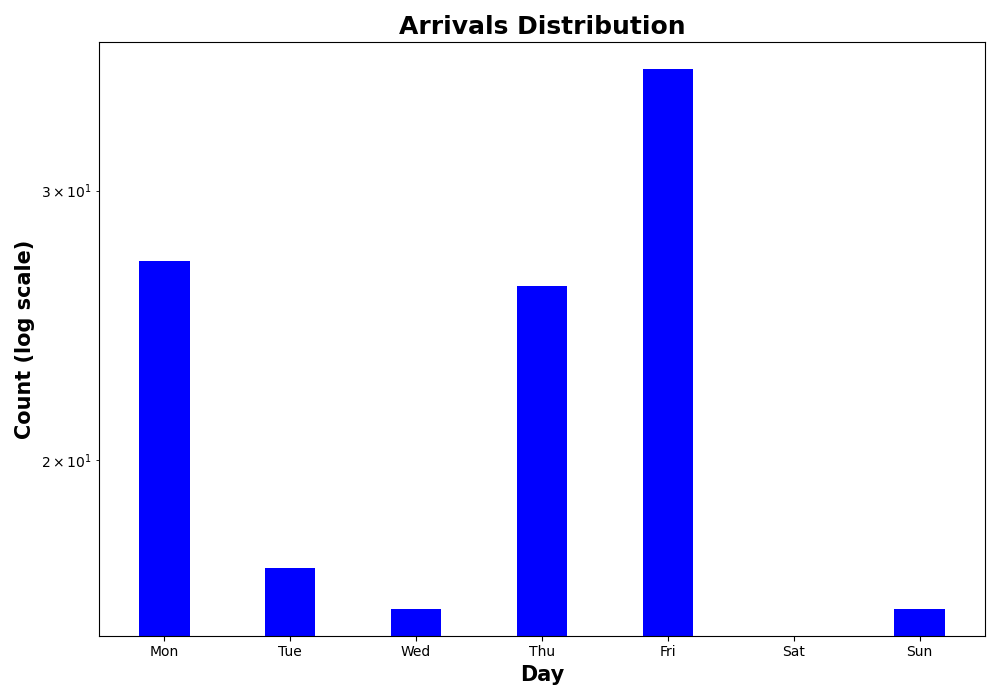 Arrivals Distribution
Count (log scale)
3 × 10¹
2 × 10¹
Mon Tue Wed Thu Fri Sat Sun
Day